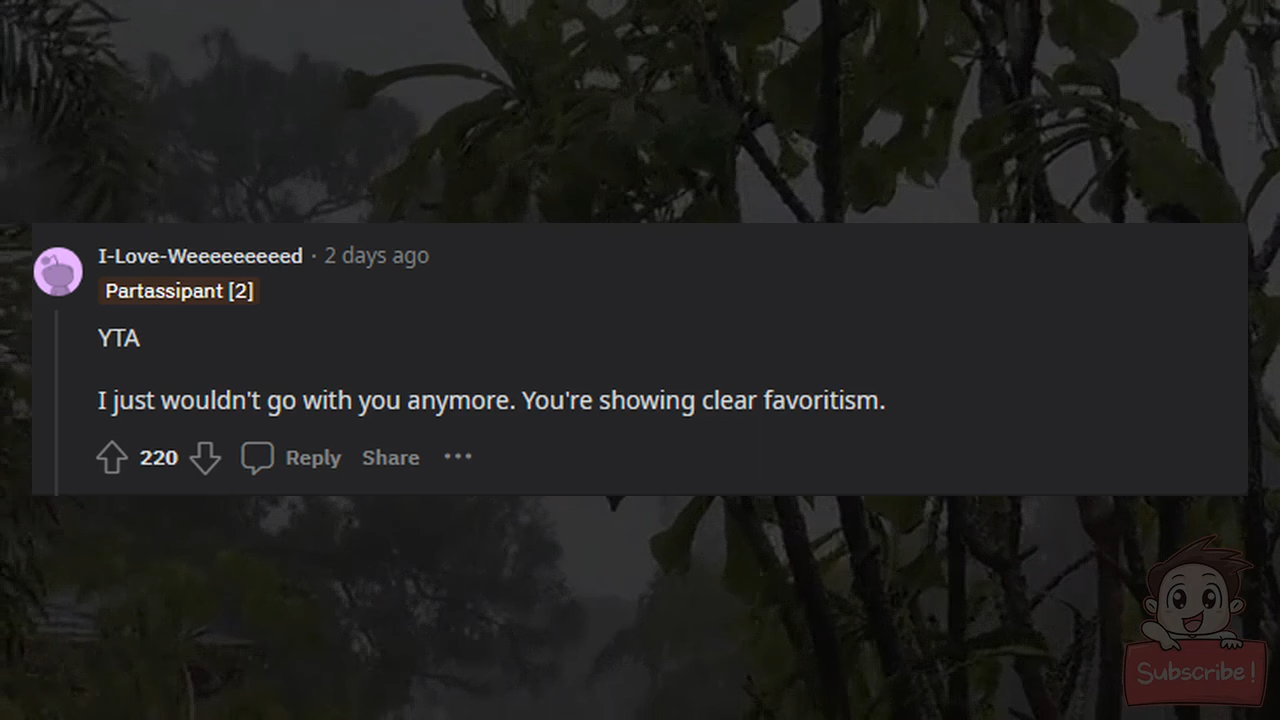 I-Love-Weeeeeeeeed · 2 days ago
Partassipant [2]
YTA
I just wouldn't go with you anymore. You're showing clear favoritism.
220 Reply Share ···
Subscribe!